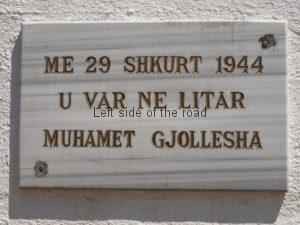 ME 29 SHKURT 1944
U VAR NE LITAR
Left side of the road
MUHAMET GJOLLESHA